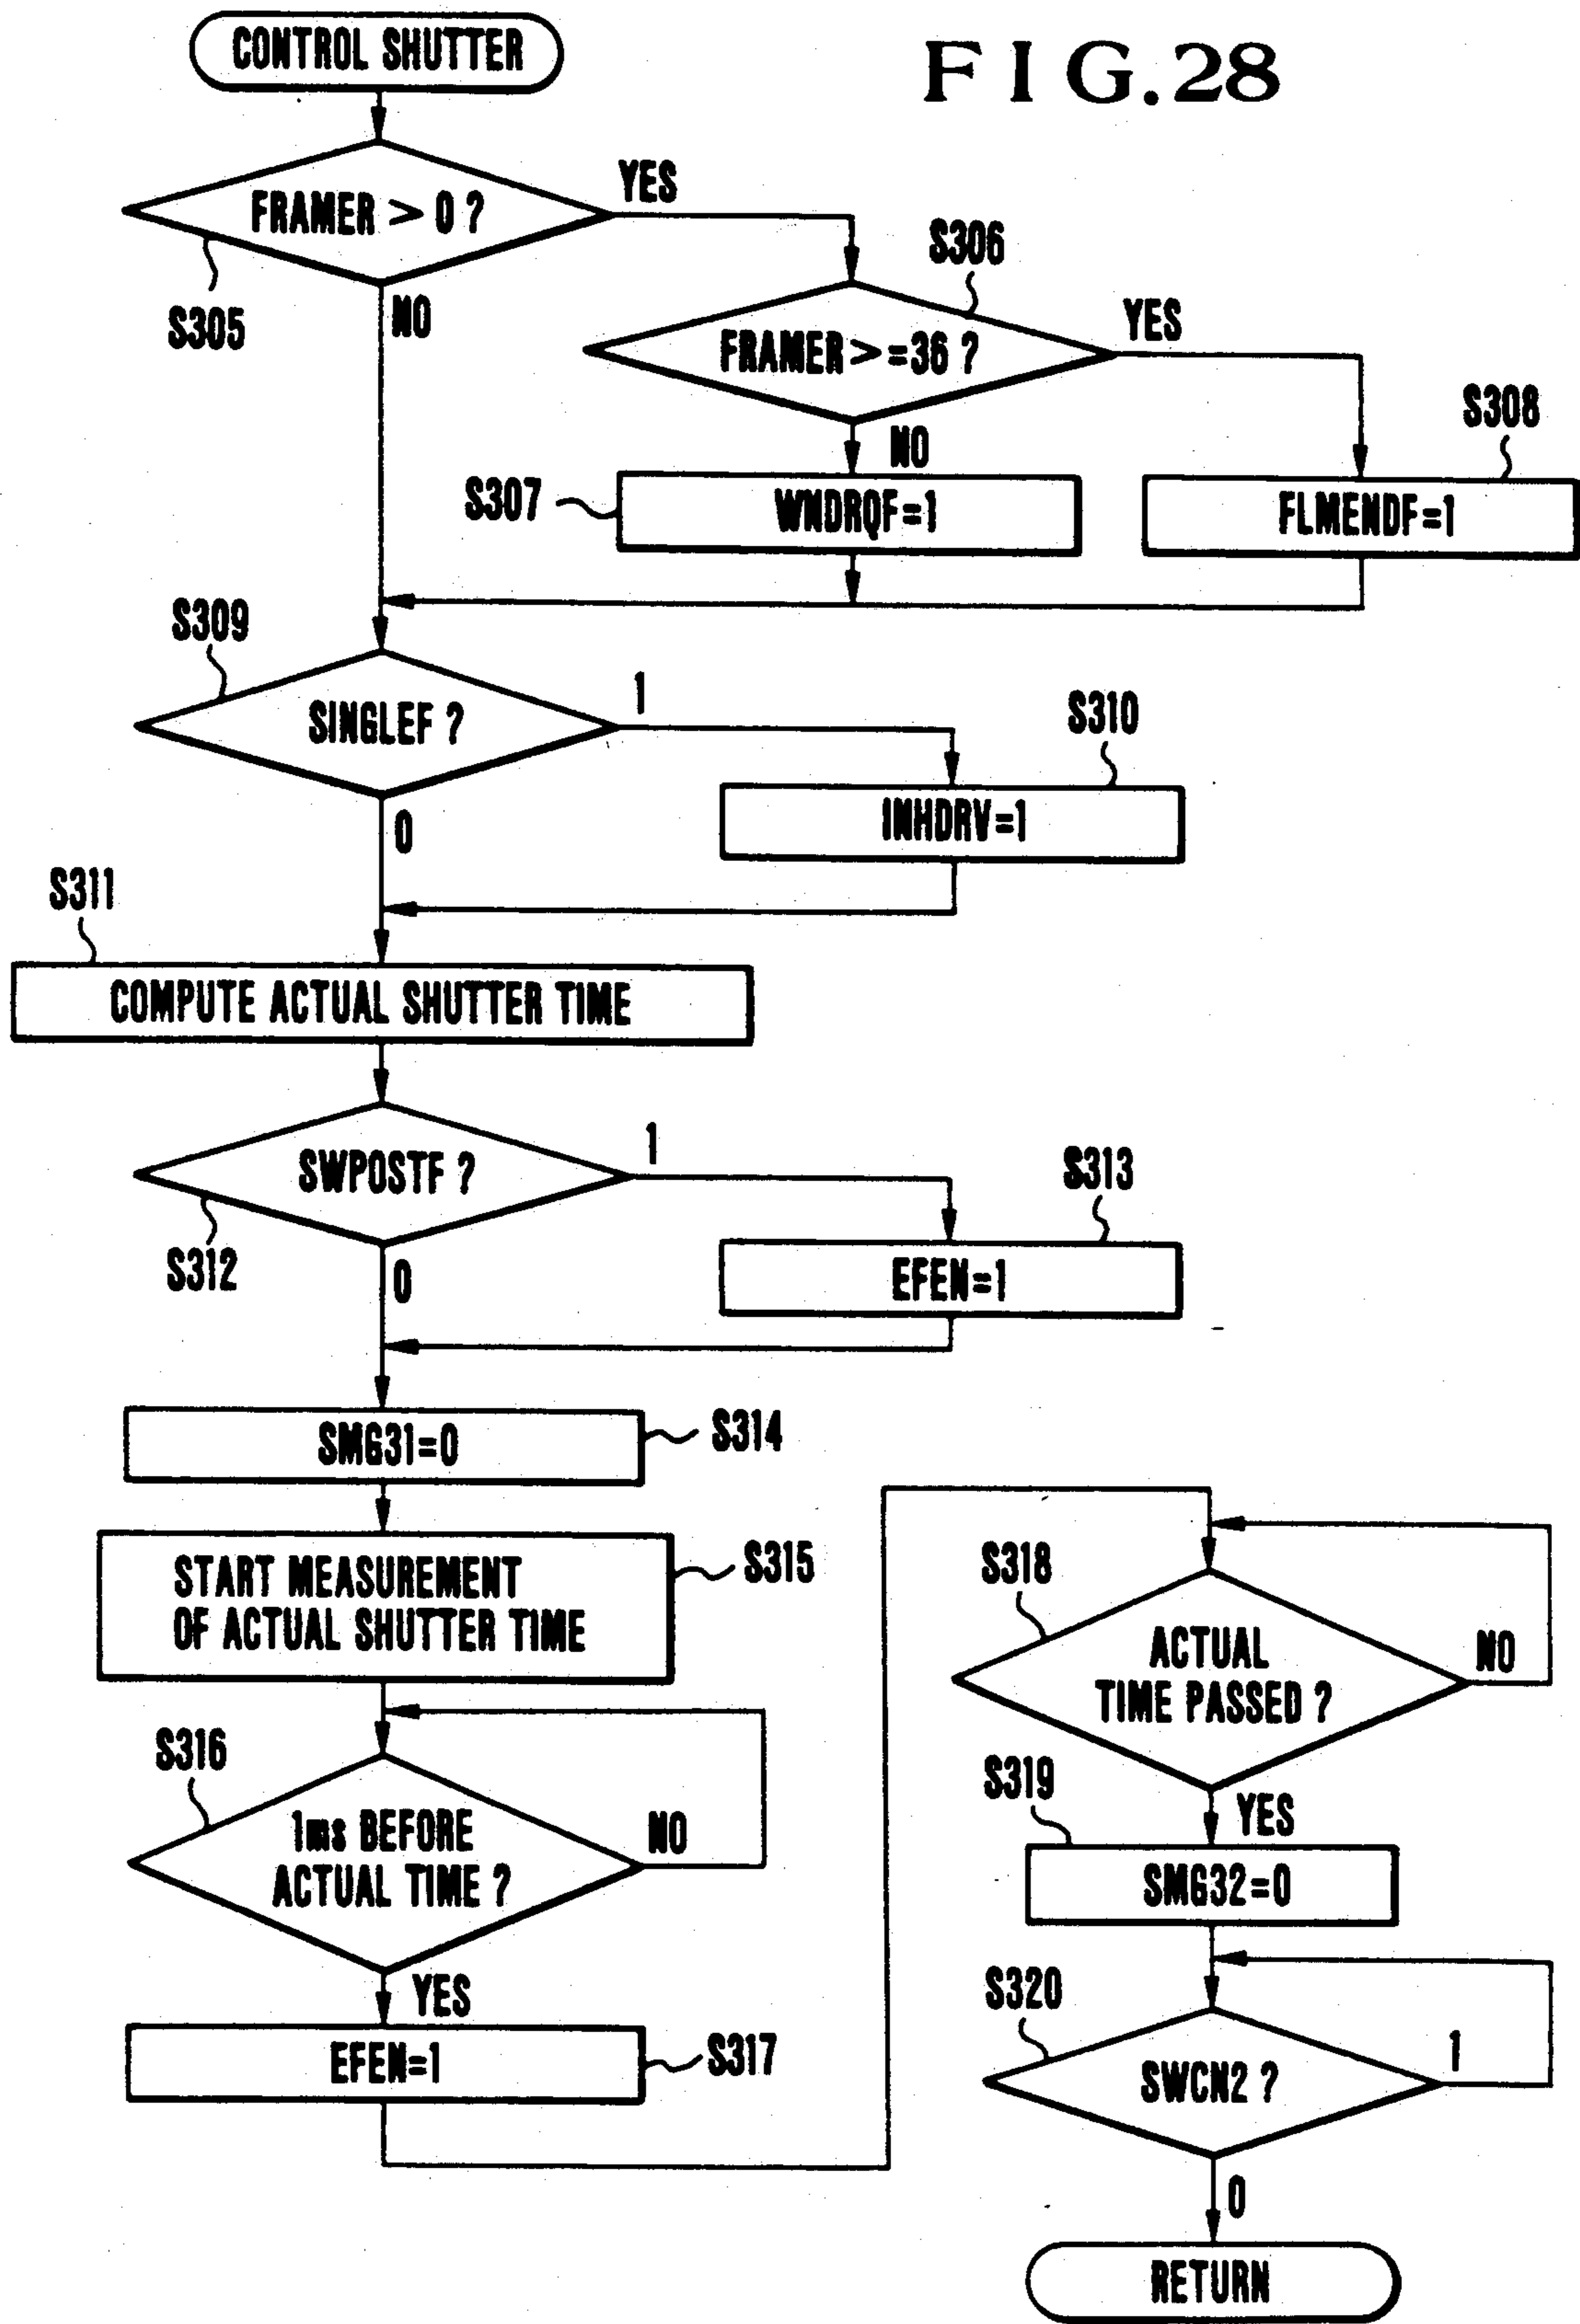 CONTROL SHUTTER
FIG.28
FRAMER > 0 ?
YES
S305
NO
S306
FRAMER > =36 ?
YES
NO
S307
WNDRQF=1
S308
FLMENDF=1
S309
SINGLEF ?
1
0
S310
INHDRV=1
S311
COMPUTE ACTUAL SHUTTER TIME
SWPOSTF ?
1
S312
0
S313
EFEN=1
SMG31=0
S314
START MEASUREMENT
OF ACTUAL SHUTTER TIME
S315
S316
1ms BEFORE
ACTUAL TIME ?
NO
YES
EFEN=1
S317
S318
ACTUAL
TIME PASSED ?
NO
YES
S319
SMG32=0
S320
SWCN2 ?
1
0
RETURN